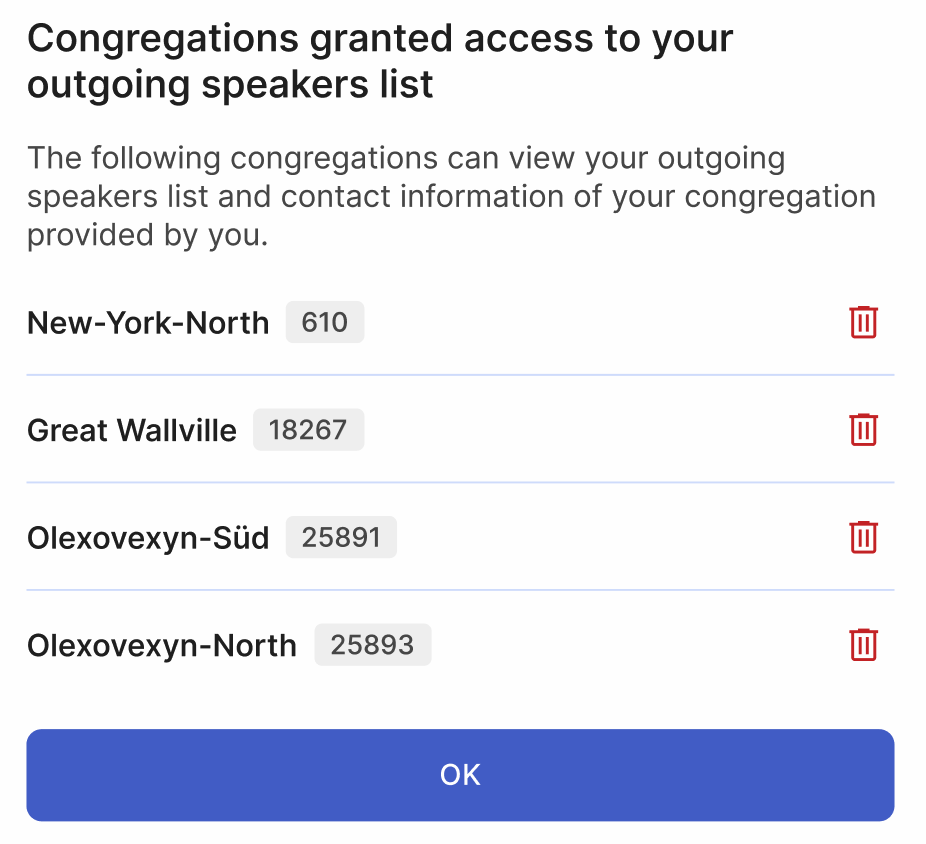 Congregations granted access to your
outgoing speakers list
The following congregations can view your outgoing
speakers list and contact information of your congregation
provided by you.
New-York-North 610
Great Wallville 18267
Olexovexyn-Süd 25891
Olexovexyn-North 25893
OK